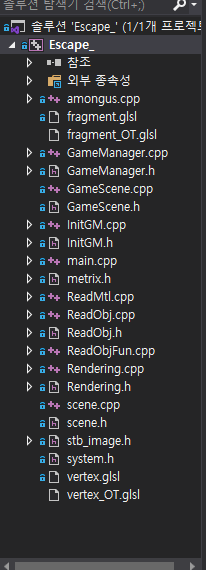 솔루션 탐색기 검색(Ctrl+;)
솔루션 'Escape_' (1/1개 프로젝트
Escape_
참조
외부 종속성
amongus.cpp
fragment.glsl
fragment_OT.glsl
GameManager.cpp
GameManager.h
GameScene.cpp
GameScene.h
InitGM.cpp
InitGM.h
main.cpp
metrix.h
ReadMtl.cpp
ReadObj.cpp
ReadObj.h
ReadObjFun.cpp
Rendering.cpp
Rendering.h
scene.cpp
scene.h
stb_image.h
system.h
vertex.glsl
vertex_OT.glsl